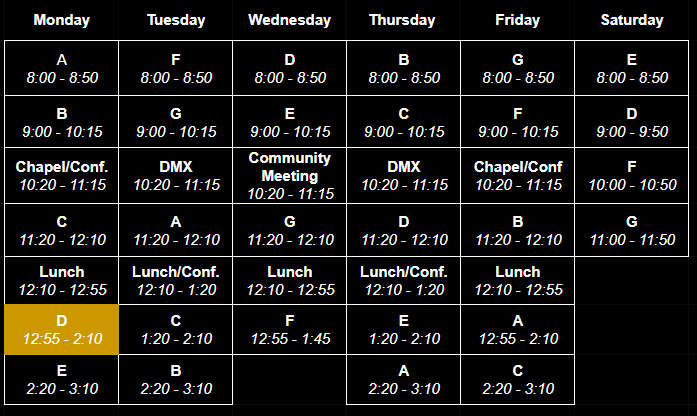 Monday Tuesday Wednesday Thursday Friday Saturday
A F D B G E
8:00 - 8:50 8:00 - 8:50 8:00 - 8:50 8:00 - 8:50 8:00 - 8:50 8:00 - 8:50
B G E C F D
9:00 - 10:15 9:00 - 10:15 9:00 - 10:15 9:00 - 10:15 9:00 - 10:15 9:00 - 9:50
Chapel/Conf. DMX Community Meeting DMX Chapel/Conf F
10:20 - 11:15 10:20 - 11:15 10:20 - 11:15 10:20 - 11:15 10:20 - 11:15 10:00 - 10:50
C A G D B G
11:20 - 12:10 11:20 - 12:10 11:20 - 12:10 11:20 - 12:10 11:20 - 12:10 11:00 - 11:50
Lunch Lunch/Conf. Lunch Lunch/Conf. Lunch
12:10 - 12:55 12:10 - 1:20 12:10 - 12:55 12:10 - 1:20 12:10 - 12:55
D C F E A
12:55 - 2:10 1:20 - 2:10 12:55 - 1:45 1:20 - 2:10 12:55 - 2:10
E B A C
2:20 - 3:10 2:20 - 3:10 2:20 - 3:10 2:20 - 3:10